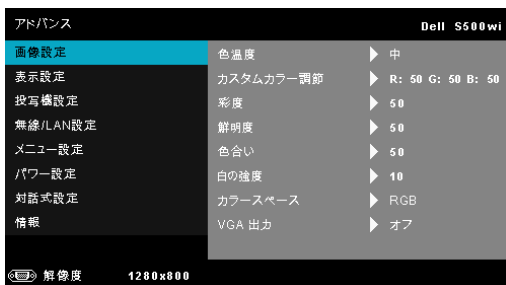 アドバンス
Dell S500wi
画像設定
表示設定
投写機設定
無線/LAN設定
メニュー設定
パワー設定
対話式設定
情報
色温度 中
カスタムカラー調節 R: 50 G: 50 B: 50
彩度 50
鮮明度 50
色合い 50
白の強度 10
カラースペース RGB
VGA 出力 オフ
解像度 1280x800